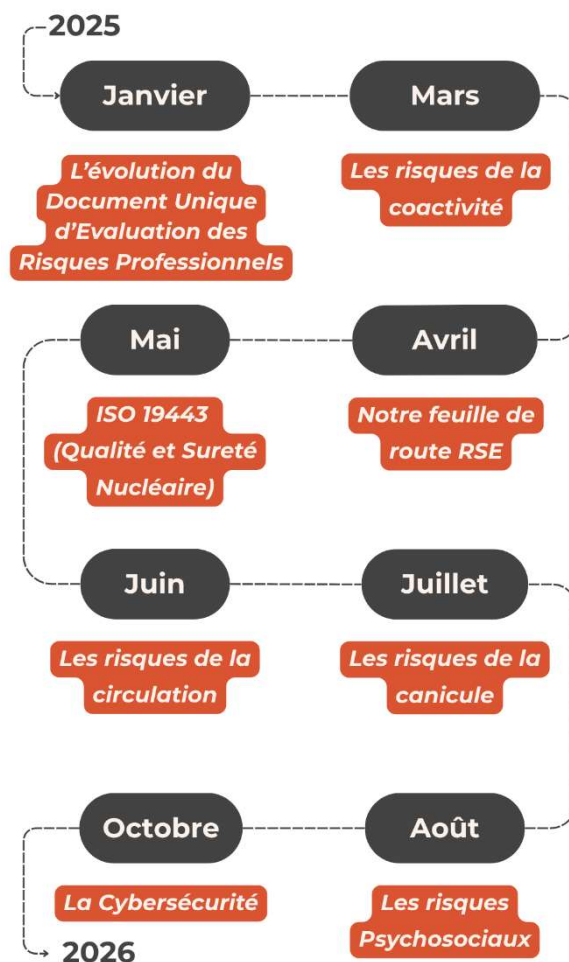 2025
Janvier
L'évolution du
Document Unique
d'Evaluation des
Risques Professionnels
Mars
Les risques de la
coactivité
Avril
Notre feuille de
route RSE
Mai
ISO 19443
(Qualité et Sureté
Nucléaire)
Juin
Les risques de la
circulation
Juillet
Les risques de la
canicule
Août
Les risques
Psychosociaux
Octobre
La Cybersécurité
2026